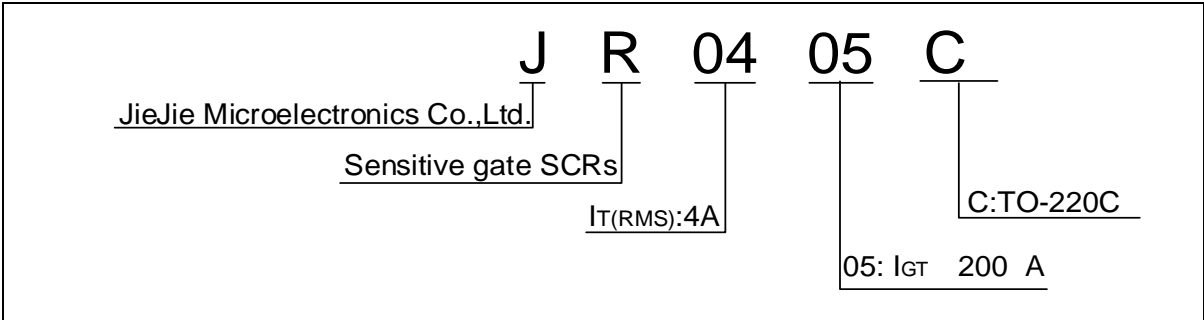 J R 04 05 C
JieJie Microelectronics Co.,Ltd.
Sensitive gate SCRs
IT(RMS):4A
C:TO-220C
05: IGT 200 A